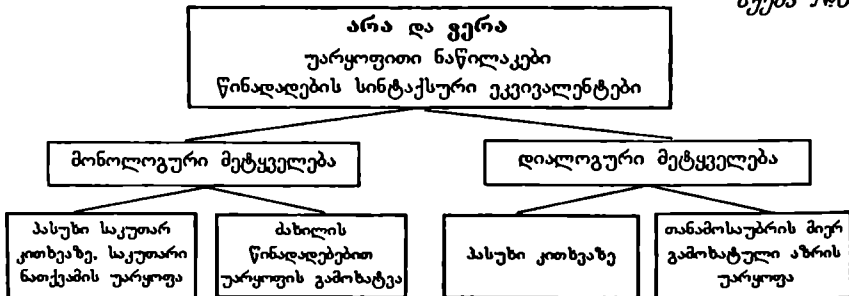 არა და ვერა
უარყოფითი ნაწილაკები
წინადადების სინტაქსური ეკვივალენტები
მონოლოგური მეტყველება
დიალოგური მეტყველება
პასუხი საკუთარ
კითხვაზე, საკუთარი
ნათქვამის უარყოფა
ძახილის
წინადადებებით
უარყოფის გამოხატვა
პასუხი კითხვაზე
თანამოსაუბრის მიერ
გამოხატული აზრის
უარყოფა